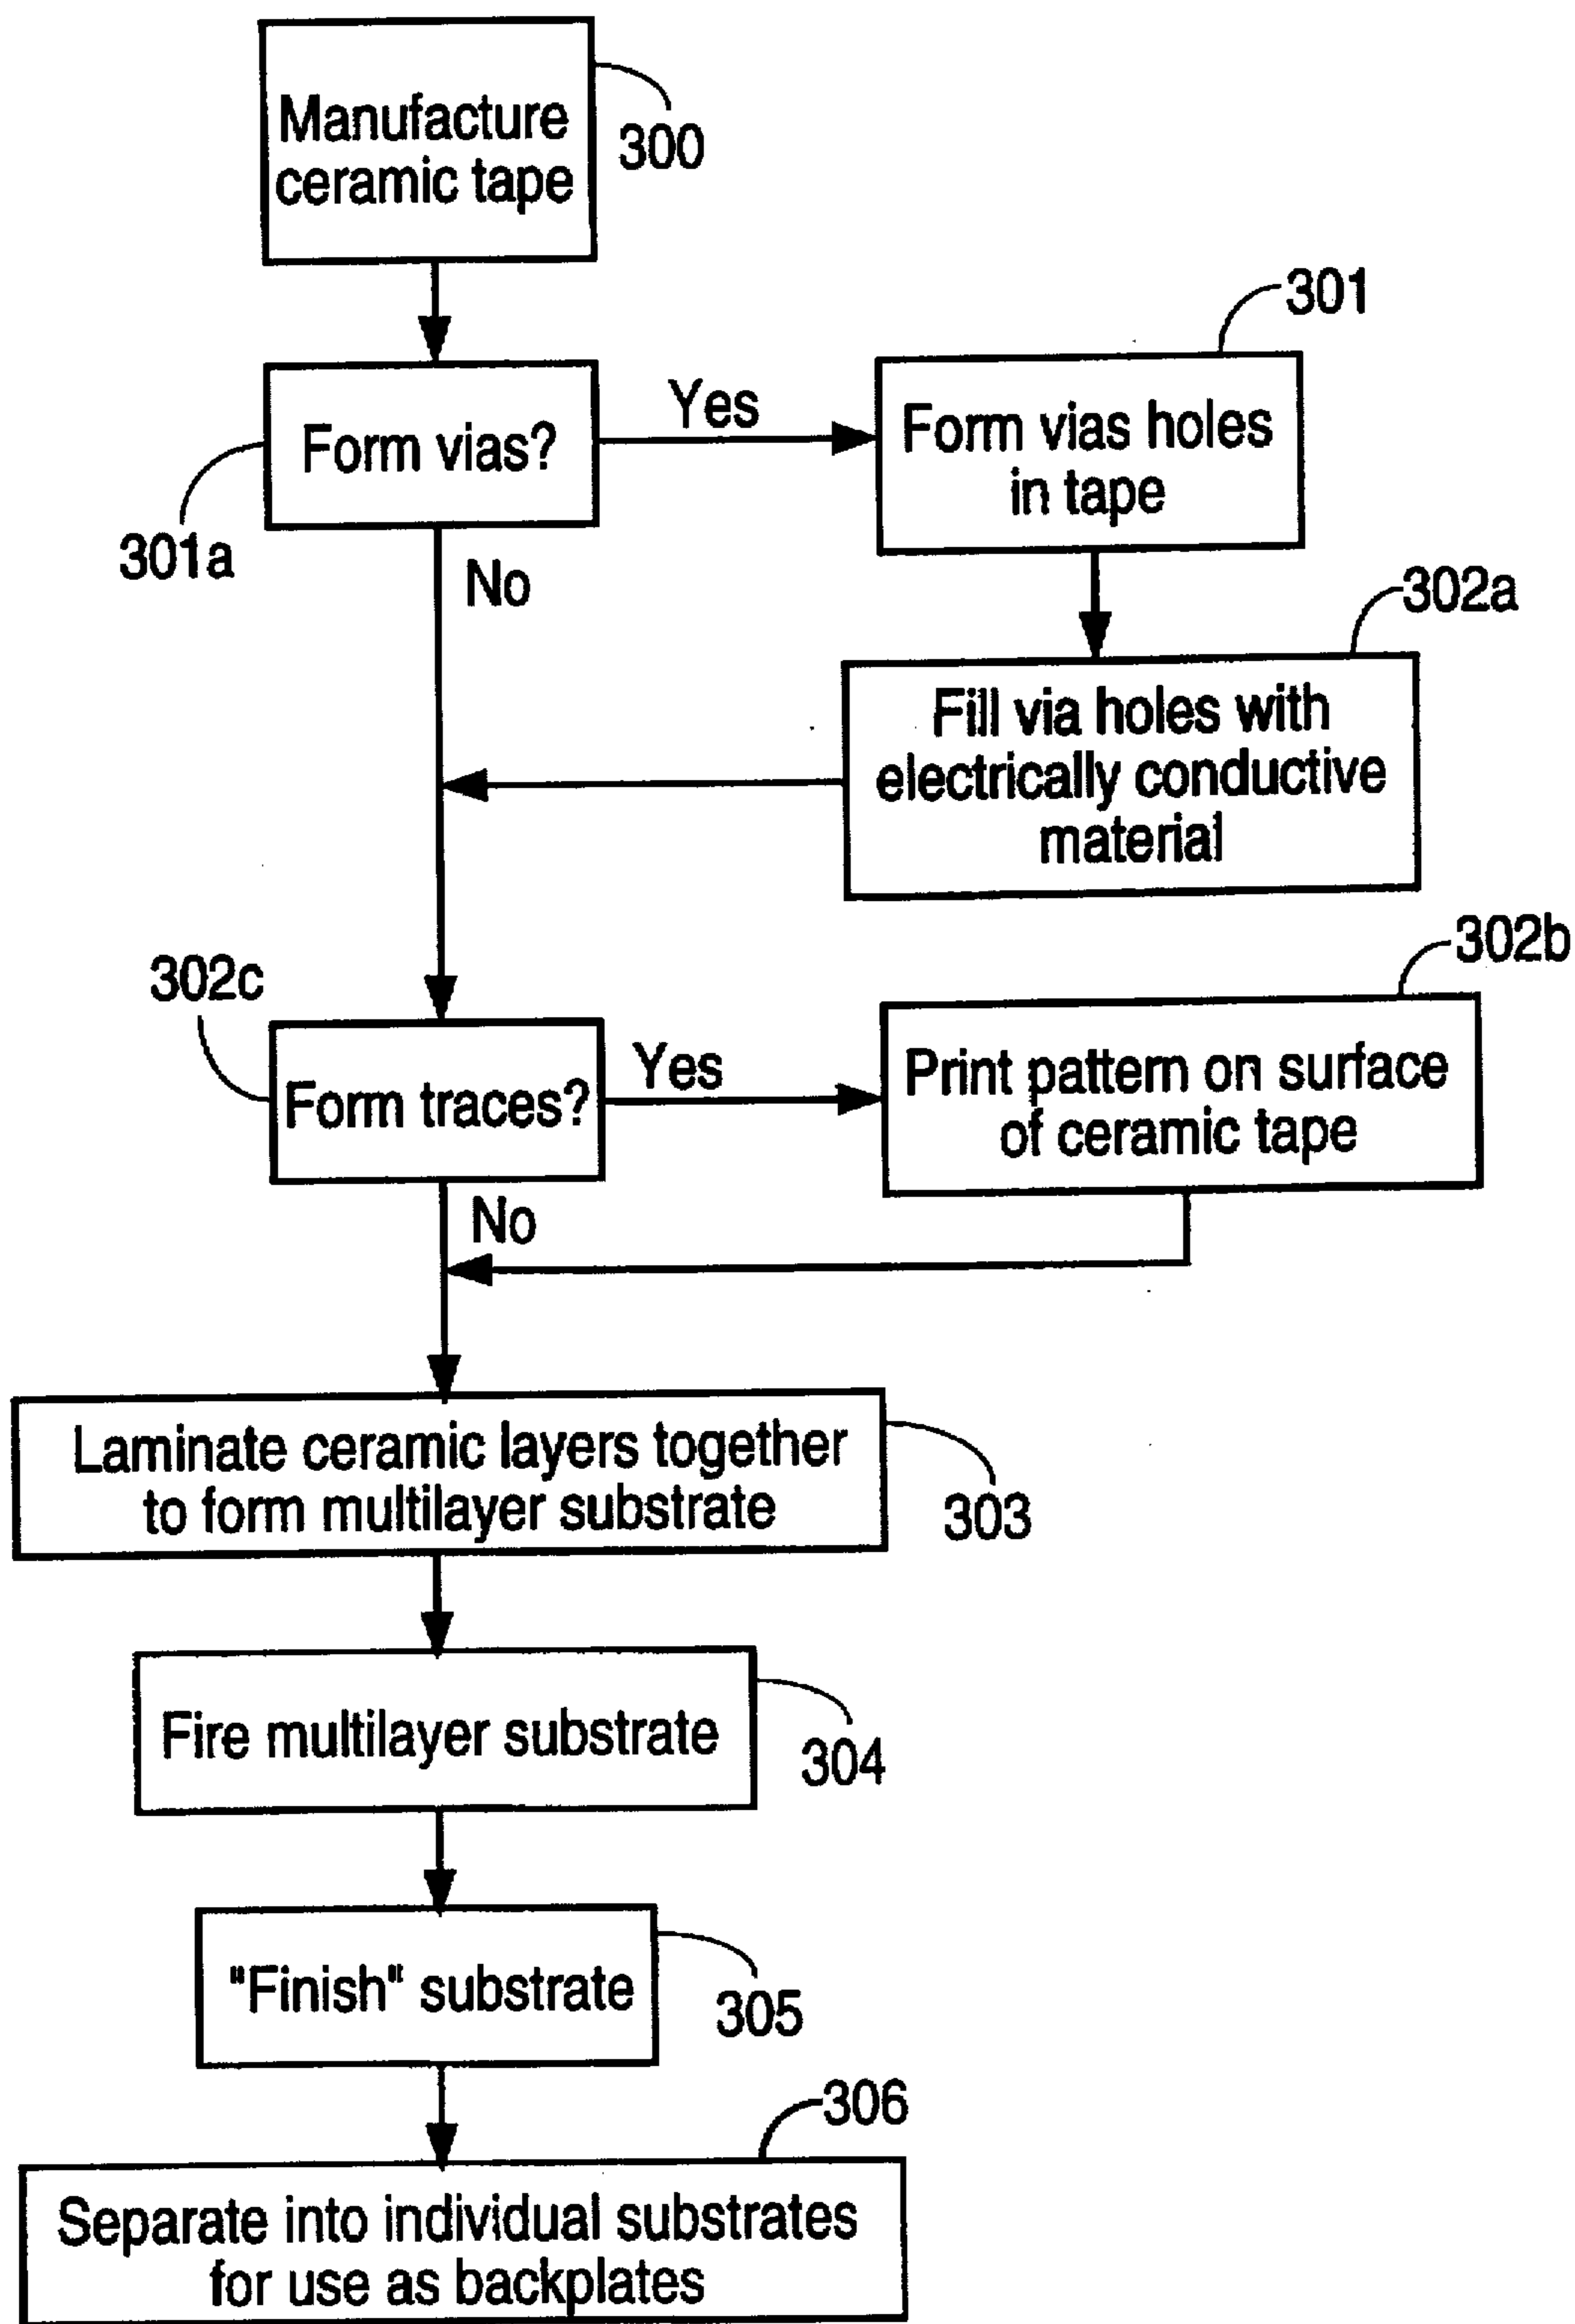 Manufacture
ceramic tape
300
Form vias?
301a
Yes
No
301
Form vias holes
in tape
302a
Fill via holes with
electrically conductive
material
302c
Form traces?
Yes
No
302b
Print pattern on surface
of ceramic tape
Laminate ceramic layers together
to form multilayer substrate
303
Fire multilayer substrate
304
"Finish" substrate
305
306
Separate into individual substrates
for use as backplates